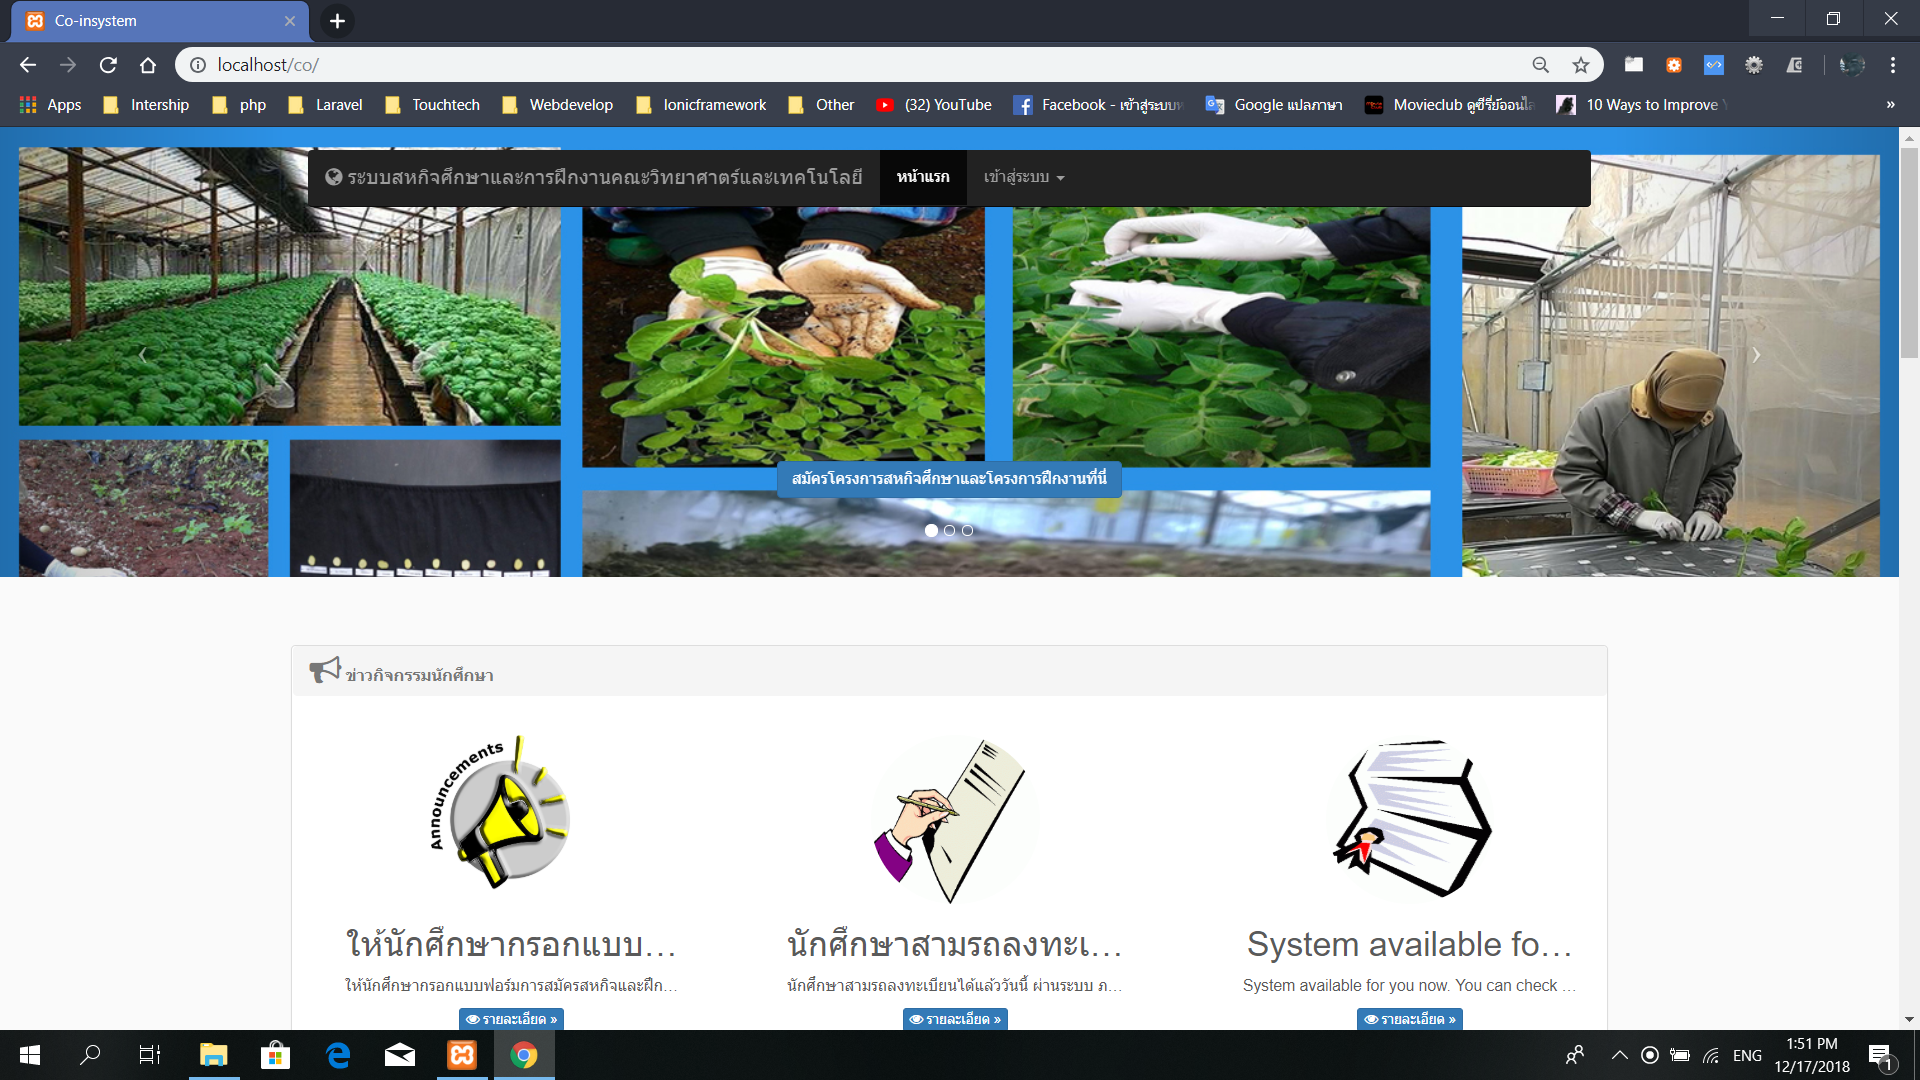 Co-insystem
localhost/co/
Apps Intership php Laravel Touchtech Webdevelop Ionicframework Other (32) YouTube Facebook - เข้าสู่ระบบ Google แปลภาษา Movieclub ดูซีรี่ย์ออนไล 10 Ways to Improve »
ระบบสหกิจศึกษาและการฝึกงานคณะวิทยาศาตร์และเทคโนโลยี หน้าแรก เข้าสู่ระบบ
สมัครโครงการสหกิจศึกษาและโครงการฝึกงานที่นี่
ข่าวกิจกรรมนักศึกษา
Announcements
ให้นักศึกษากรอกแบบ... นักศึกษาสามรถลงทะเ... System available fo...
ให้นักศึกษากรอกแบบฟอร์มการสมัครสหกิจและฝึก... นักศึกษาสามรถลงทะเบียนได้แล้ววันนี้ ผ่านระบบ ภ... System available for you now. You can check ...
รายละเอียด » รายละเอียด » รายละเอียด »
ENG 1:51 PM
12/17/2018
1